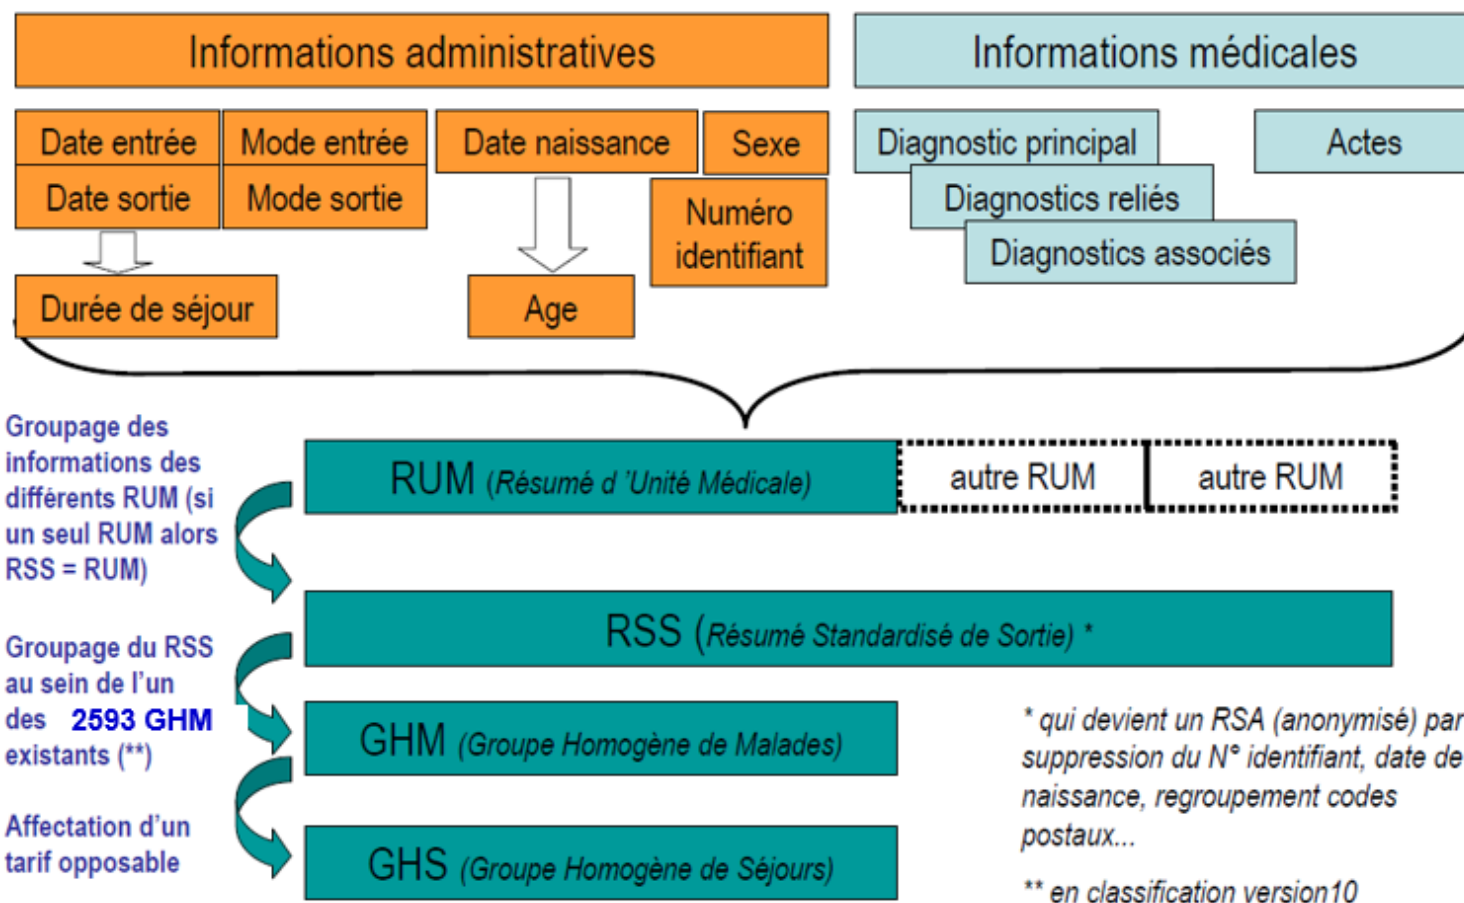 Informations administratives
Informations médicales
Date entrée
Mode entrée
Date naissance
Sexe
Diagnostic principal
Actes
Date sortie
Mode sortie
Numéro
identifiant
Diagnostics reliés
Diagnostics associés
Durée de séjour
Age
Groupage des
informations des
différents RUM (si
un seul RUM alors
RSS = RUM)
RUM (Résumé d 'Unité Médicale)
autre RUM
autre RUM
RSS (Résumé Standardisé de Sortie) *
Groupage du RSS
au sein de l'un
des 2593 GHM
existants (**)
GHM (Groupe Homogène de Malades)
* qui devient un RSA (anonymisé) par
suppression du N° identifiant, date de
naissance, regroupement codes
postaux...
Affectation d'un
tarif opposable
GHS (Groupe Homogène de Séjours)
** en classification version10